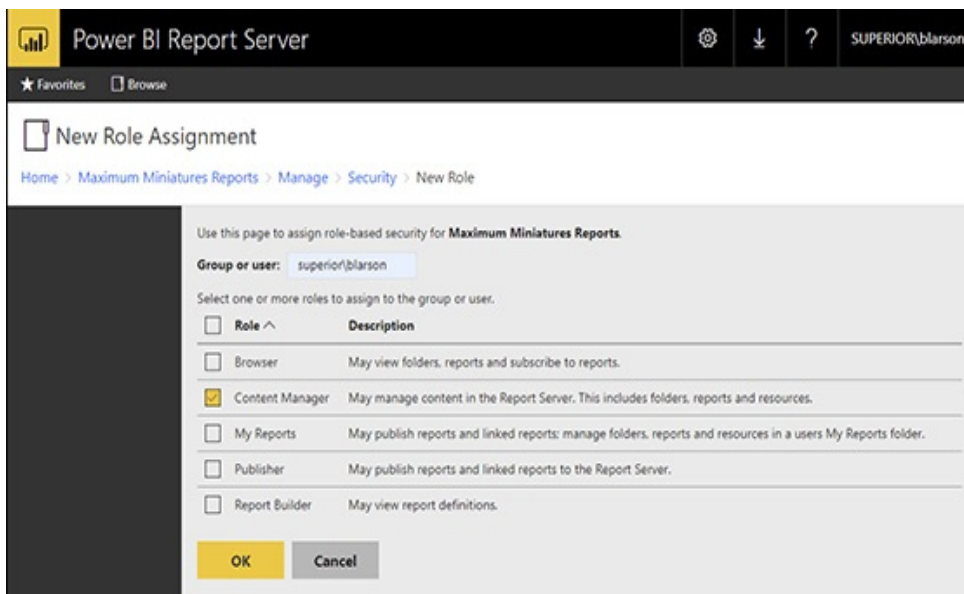 Power BI Report Server ? SUPERIOR\blarson
Favorites Browse
New Role Assignment
Home > Maximum Miniatures Reports > Manage > Security > New Role
Use this page to assign role-based security for Maximum Miniatures Reports.
Group or user: superior\blarson
Select one or more roles to assign to the group or user.
Role Description
Browser May view folders, reports and subscribe to reports.
Content Manager May manage content in the Report Server. This includes folders, reports and resources.
My Reports May publish reports and linked reports; manage folders, reports and resources in a users My Reports folder.
Publisher May publish reports and linked reports to the Report Server.
Report Builder May view report definitions.
OK Cancel